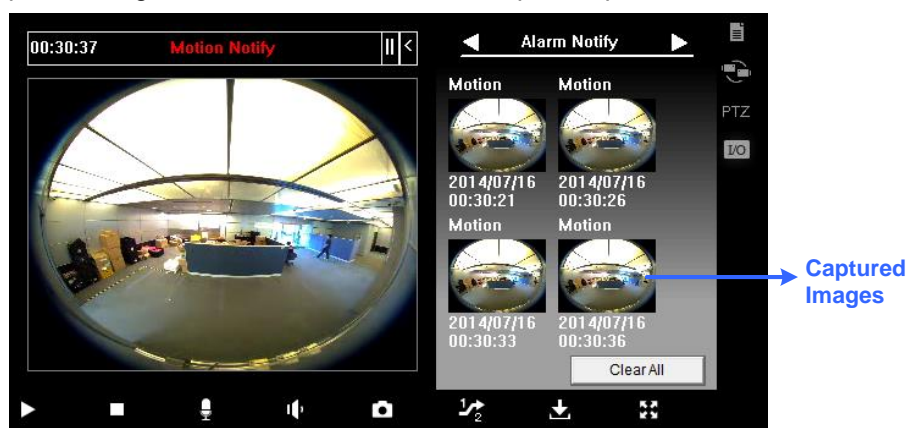 00:30:37 Motion Notify
Alarm Notify
Motion Motion
2014/07/16 2014/07/16
00:30:21 00:30:26
Motion Motion
2014/07/16 2014/07/16
00:30:33 00:30:36
Clear All
PTZ
I/O
1/2
Captured
Images